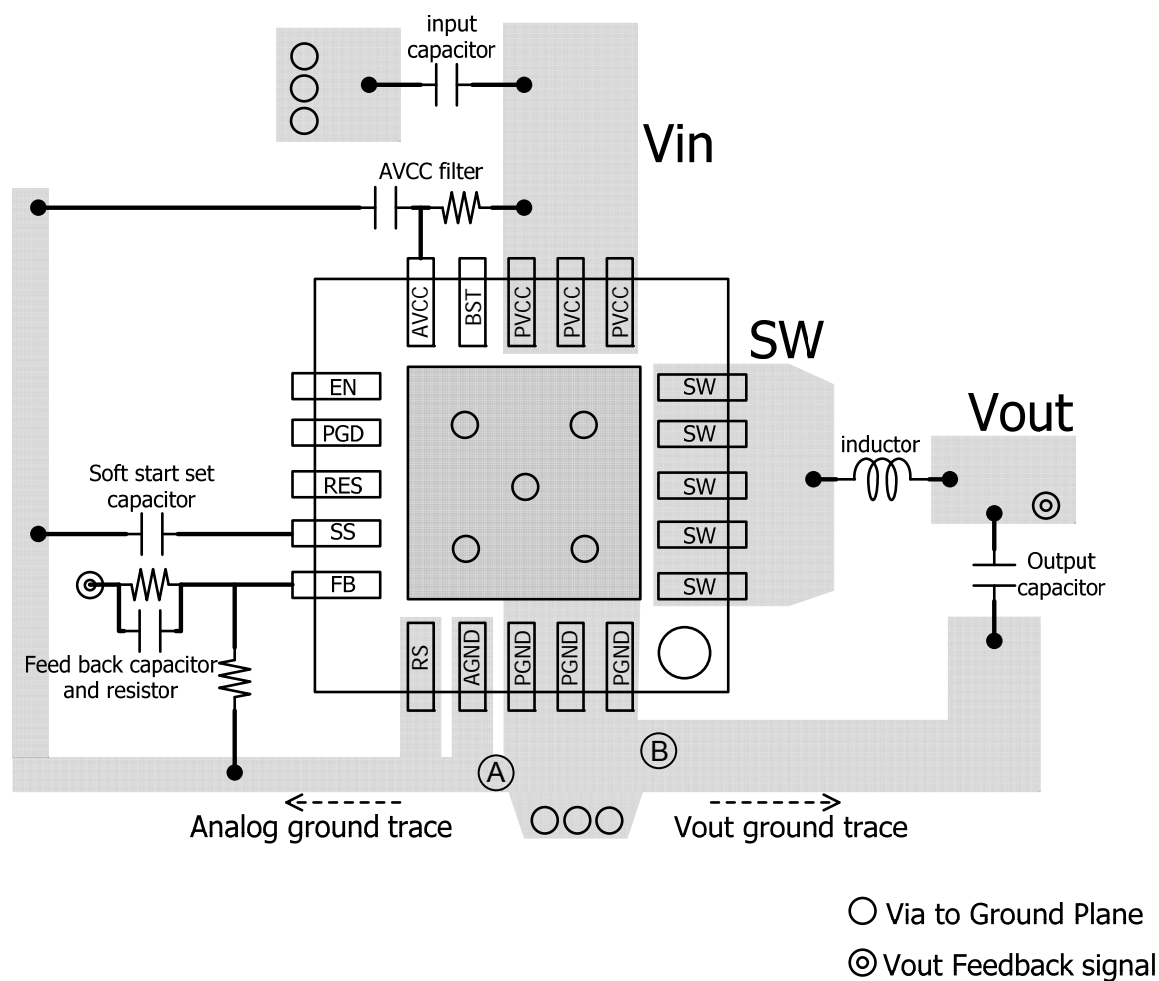 input
capacitor
Vin
AVCC filter
AVCC
BST
PVCC
PVCC
PVCC
SW
EN
PGD
RES
SS
FB
SW
SW
SW
SW
SW
Vout
inductor
Soft start set
capacitor
Output
capacitor
Feed back capacitor
and resistor
RS
AGND
PGND
PGND
PGND
A
B
Analog ground trace
Vout ground trace
Via to Ground Plane
Vout Feedback signal